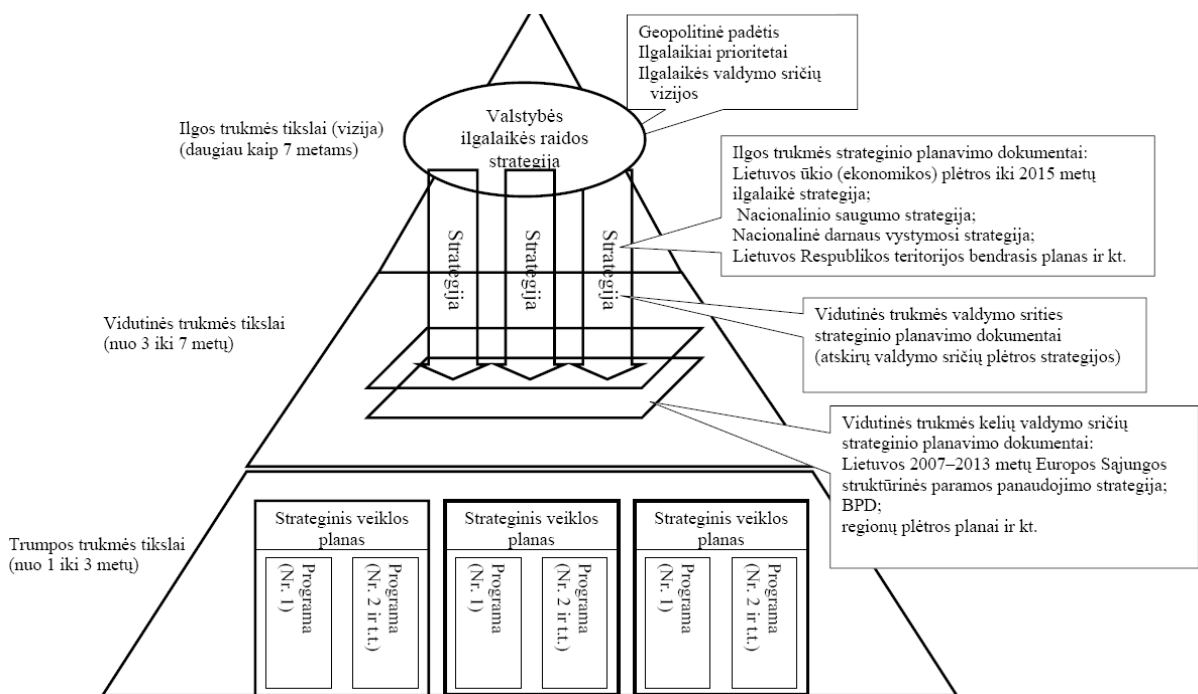 Geopolitinė padėtis
Ilgalaikiai prioritetai
Ilgalaikės valdymo sričių
vizijos
Ilgos trukmės tikslai (vizija)
(daugiau kaip 7 metams)
Valstybės
ilgalaikės raidos
strategija
Ilgos trukmės strateginio planavimo dokumentai:
Lietuvos ūkio (ekonomikos) plėtros iki 2015 metų
ilgalaikė strategija;
Nacionalinio saugumo strategija;
Nacionalinė darnaus vystymosi strategija;
Lietuvos Respublikos teritorijos bendrasis planas ir kt.
Strategija
Strategija
Strategija
Vidutinės trukmės tikslai
(nuo 3 iki 7 metų)
Vidutinės trukmės valdymo srities
strateginio planavimo dokumentai
(atskirų valdymo sričių plėtros strategijos)
Vidutinės trukmės kelių valdymo sričių
strateginio planavimo dokumentai:
Lietuvos 2007–2013 metų Europos Sąjungos
struktūrinės paramos panaudojimo strategija;
BPD;
regionų plėtros planai ir kt.
Trumpos trukmės tikslai
(nuo 1 iki 3 metų)
Strateginis veiklos
planas
Programa
(Nr. 1)
Programa
(Nr. 2 ir t.t.)
Strateginis veiklos
planas
Programa
(Nr. 1)
Programa
(Nr. 2 ir t.t.)
Strateginis veiklos
planas
Programa
(Nr. 1)
Programa
(Nr. 2 ir t.t.)